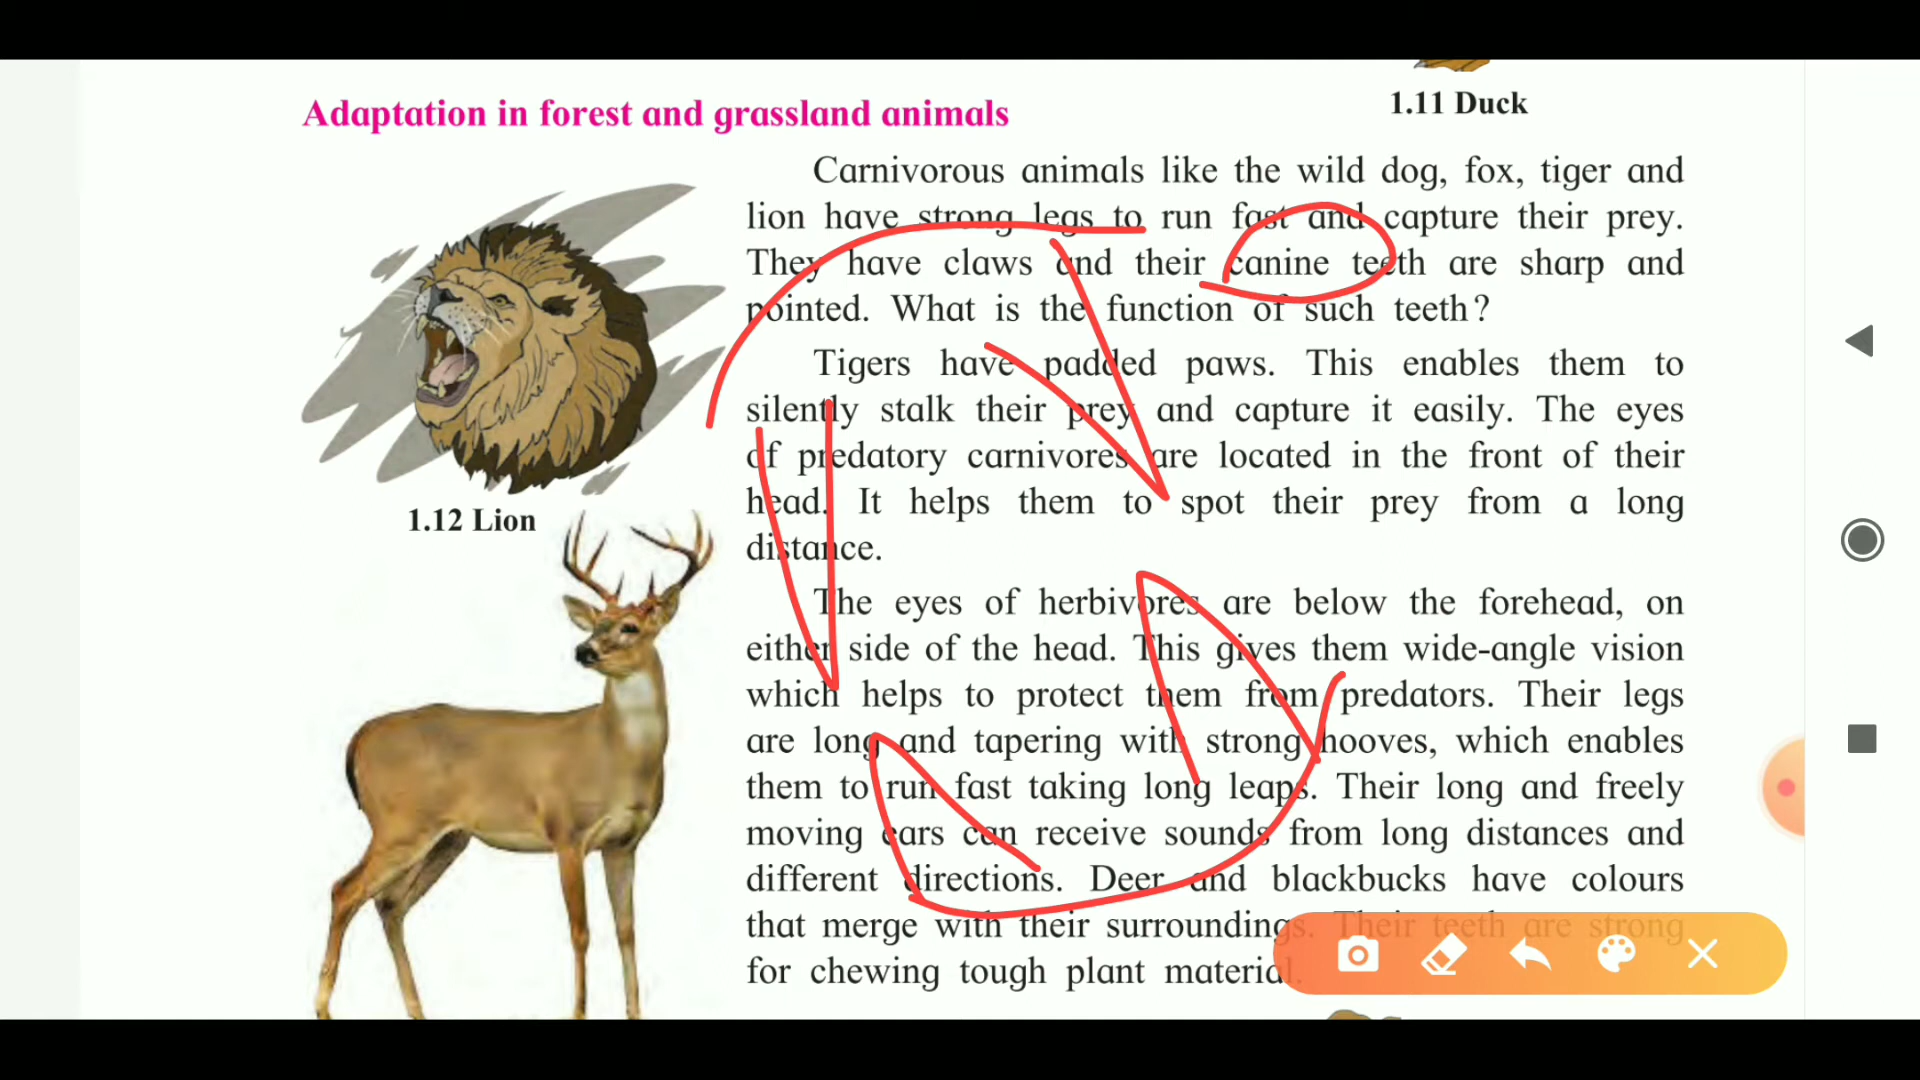 1.11 Duck
Adaptation in forest and grassland animals
Carnivorous animals like the wild dog, fox, tiger and
lion have strong legs to run fast and capture their prey.
They have claws and their canine teeth are sharp and
pointed. What is the function of such teeth?
Tigers have padded paws. This enables them to
silently stalk their prey and capture it easily. The eyes
of predatory carnivores are located in the front of their
head. It helps them to spot their prey from a long
distance.
1.12 Lion
The eyes of herbivores are below the forehead, on
either side of the head. This gives them wide-angle vision
which helps to protect them from predators. Their legs
are long and tapering with strong hooves, which enables
them to run fast taking long leaps. Their long and freely
moving ears can receive sounds from long distances and
different directions. Deer and blackbucks have colours
that merge with their surroundings. Their teeth are strong
for chewing tough plant material.